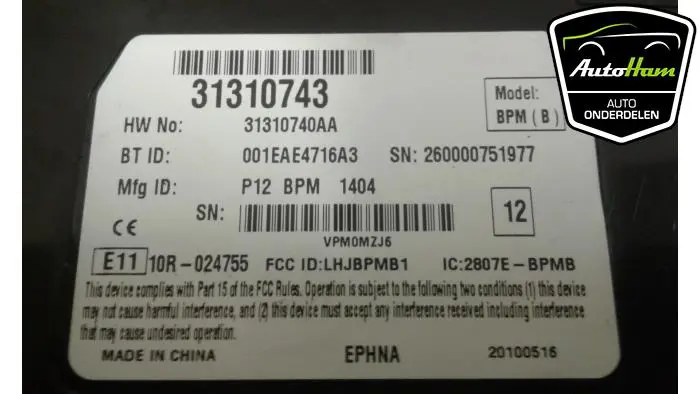 31310743
Model:
BPM (B)
HW No: 31310740AA
BT ID: 001EAE4716A3 SN: 260000751977
Mfg ID: P12 BPM 1404
SN:
12
VPM0MZJ6
CE
E11 10R-024755 FCC ID:LHJBPMB1 IC:2807E-BPMB
This device complies with Part 15 of the FCC Rules. Operation is subject to the following two conditions (1) this device
may not cause harmful interference, and (2) this device must accept any interference received including interference
that may cause undesired operation.
MADE IN CHINA EPHNA 20100516
AutoHam
AUTO
ONDERDELEN